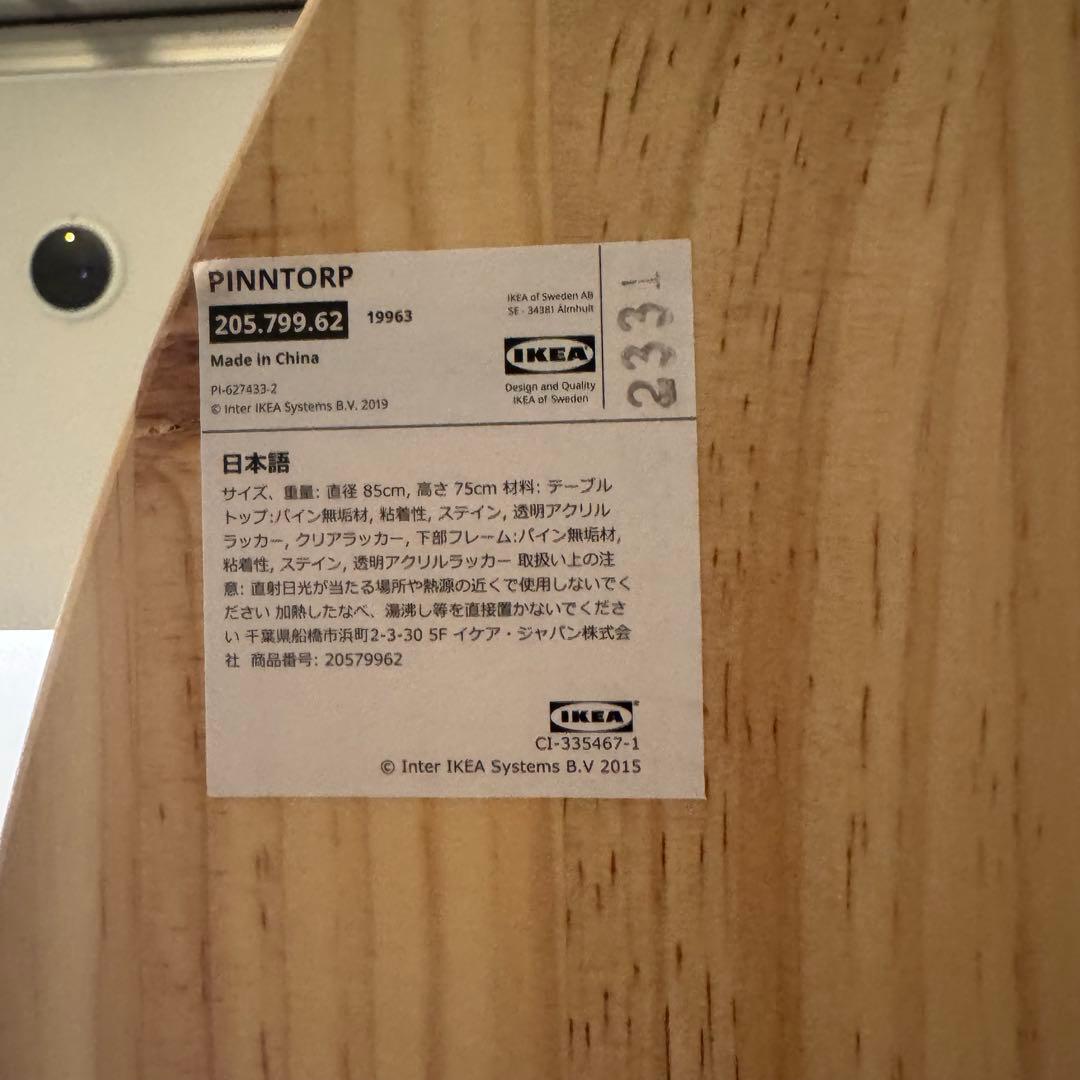 PINNTORP
205.799.62 19963
Made in China
PI-627433-2
© Inter IKEA Systems B.V. 2019
IKEA of Sweden AB
SE - 34381 Älmhult
IKEA
Design and Quality
IKEA of Sweden
2331
日本語
サイズ、重量: 直径 85cm, 高さ 75cm 材料: テーブル
トップ:パイン無垢材, 粘着性, ステイン, 透明アクリル
ラッカー, クリアラッカー, 下部フレーム:パイン無垢材,
粘着性, ステイン, 透明アクリルラッカー 取扱い上の注
意: 直射日光が当たる場所や熱源の近くで使用しないでく
ださい 加熱したなべ、湯沸し等を直接置かないでくださ
い 千葉県船橋市浜町2-3-30 5F イケア・ジャパン株式会
社 商品番号: 20579962
IKEA®
CI-335467-1
© Inter IKEA Systems B.V 2015